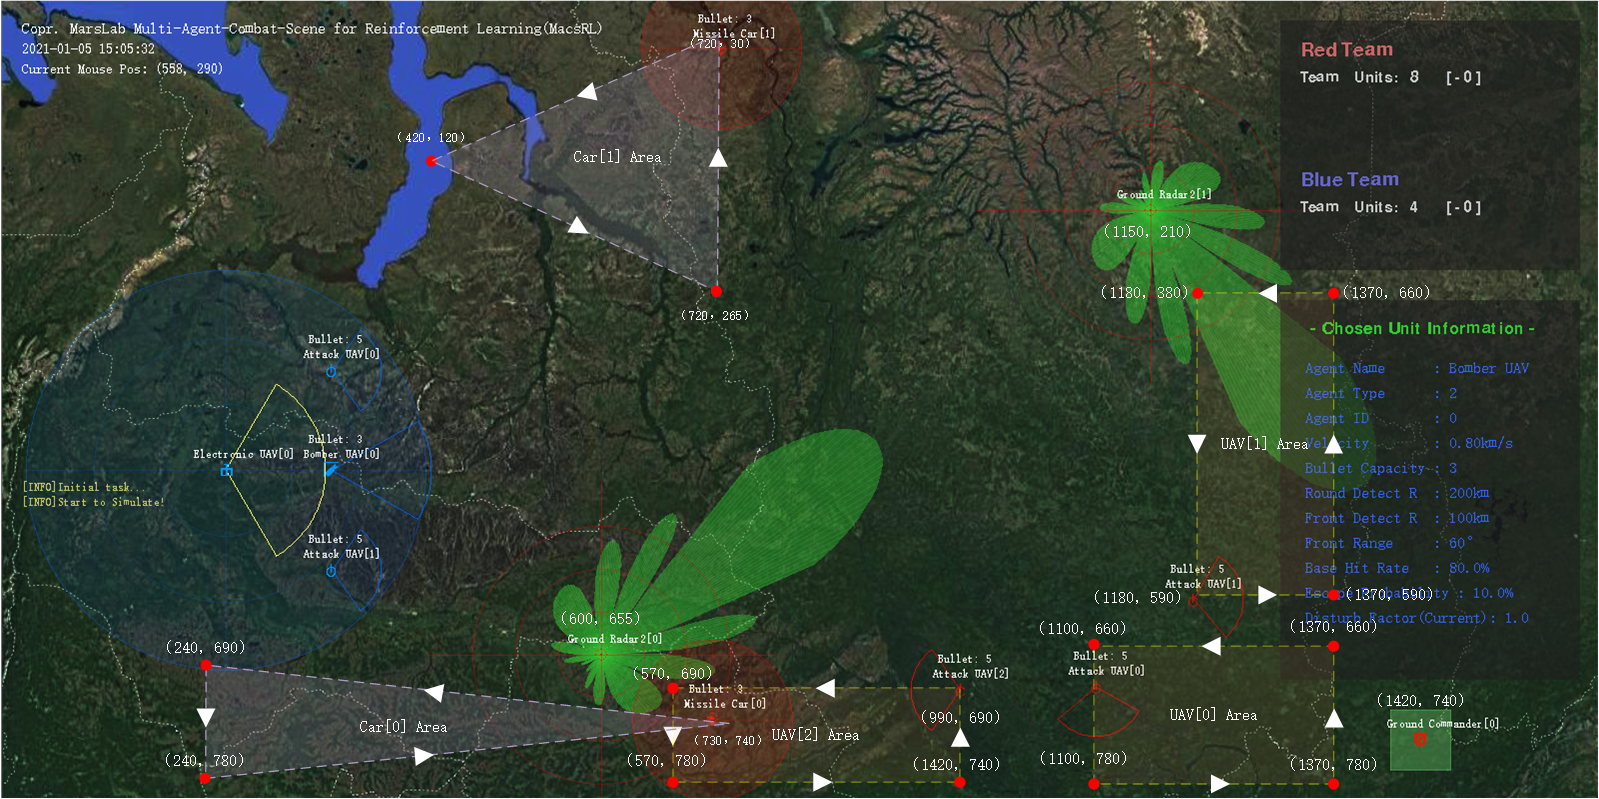 Copr. MarsLab Multi-Agent-Combat-Scene for Reinforcement Learning(MacsRL)
2021-01-05 15:05:32
Current Mouse Pos: (558, 290)
Bullet: 3
Missile Car[1]
(720, 30)
(420, 120)
Car[1] Area
(720, 265)
Red Team
Team Units: 8 [-0]
Blue Team
Team Units: 4 [-0]
Ground Radar2[1]
(1150, 210)
(1180, 380)
(1370, 660)
- Chosen Unit Information -
Agent Name : Bomber UAV
Agent Type : 2
Agent ID : 0
Velocity : 0.80km/s
Bullet Capacity : 3
Round Detect R : 200km
Front Detect R : 100km
Front Range : 60°
Base Hit Rate : 80.0%
Escape Probability : 10.0%
Disturb Factor(Current): 1.0
UAV[1] Area
Bullet: 5
Attack UAV[0]
Bullet: 3
Electronic UAV[0]
Bomber UAV[0]
[INFO]Initial task...
[INFO]Start to Simulate!
Bullet: 5
Attack UAV[1]
Bullet: 5
Attack UAV[1]
(1180, 590)
(1370, 590)
(600, 655)
Ground Radar2[0]
(240, 690)
Car[0] Area
(240, 780)
(570, 690)
Bullet: 3
Missile Car[0]
(730, 740)
UAV[2] Area
(570, 780)
Bullet: 5
Attack UAV[2]
(990, 690)
(1420, 740)
(1100, 660)
(1370, 660)
Bullet: 5
Attack UAV[0]
UAV[0] Area
(1100, 780)
(1370, 780)
(1420, 740)
Ground Commander[0]